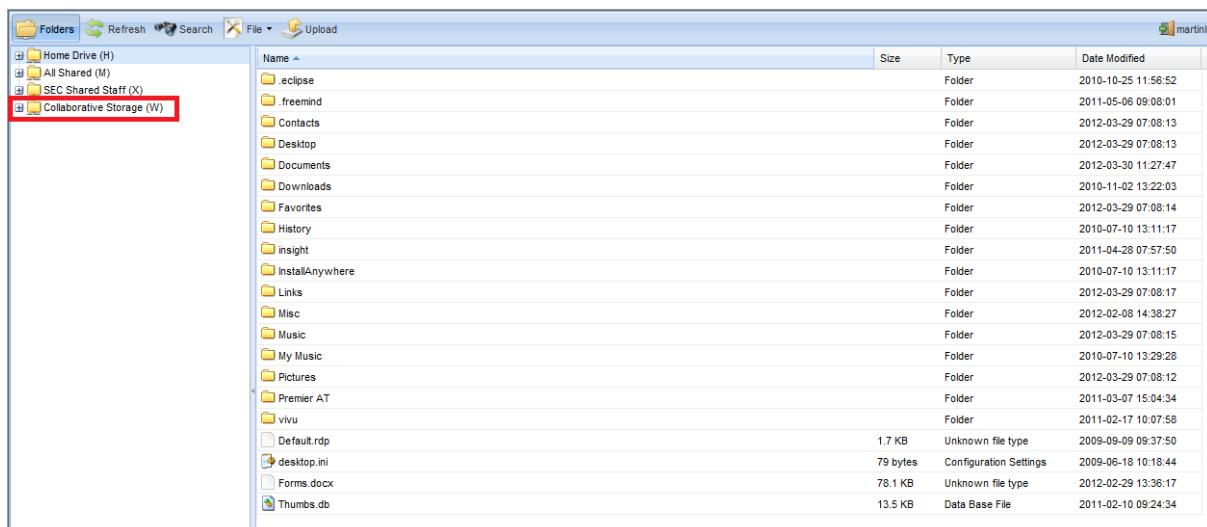 Folders Refresh Search File Upload martinl
Home Drive (H)
All Shared (M)
SEC Shared Staff (X)
Collaborative Storage (W)
Name Size Type Date Modified
.eclipse Folder 2010-10-25 11:56:52
.freemind Folder 2011-05-06 09:08:01
Contacts Folder 2012-03-29 07:08:13
Desktop Folder 2012-03-29 07:08:13
Documents Folder 2012-03-30 11:27:47
Downloads Folder 2010-11-02 13:22:03
Favorites Folder 2012-03-29 07:08:14
History Folder 2010-07-10 13:11:17
insight Folder 2011-04-28 07:57:50
InstallAnywhere Folder 2010-07-10 13:11:17
Links Folder 2012-03-29 07:08:17
Misc Folder 2012-02-08 14:38:27
Music Folder 2012-03-29 07:08:15
My Music Folder 2010-07-10 13:29:28
Pictures Folder 2012-03-29 07:08:12
Premier AT Folder 2011-03-07 15:04:34
vivu Folder 2011-02-17 10:07:58
Default.rdp 1.7 KB Unknown file type 2009-09-09 09:37:50
desktop.ini 79 bytes Configuration Settings 2009-06-18 10:18:44
Forms.docx 78.1 KB Unknown file type 2012-02-29 13:36:17
Thumbs.db 13.5 KB Data Base File 2011-02-10 09:24:34